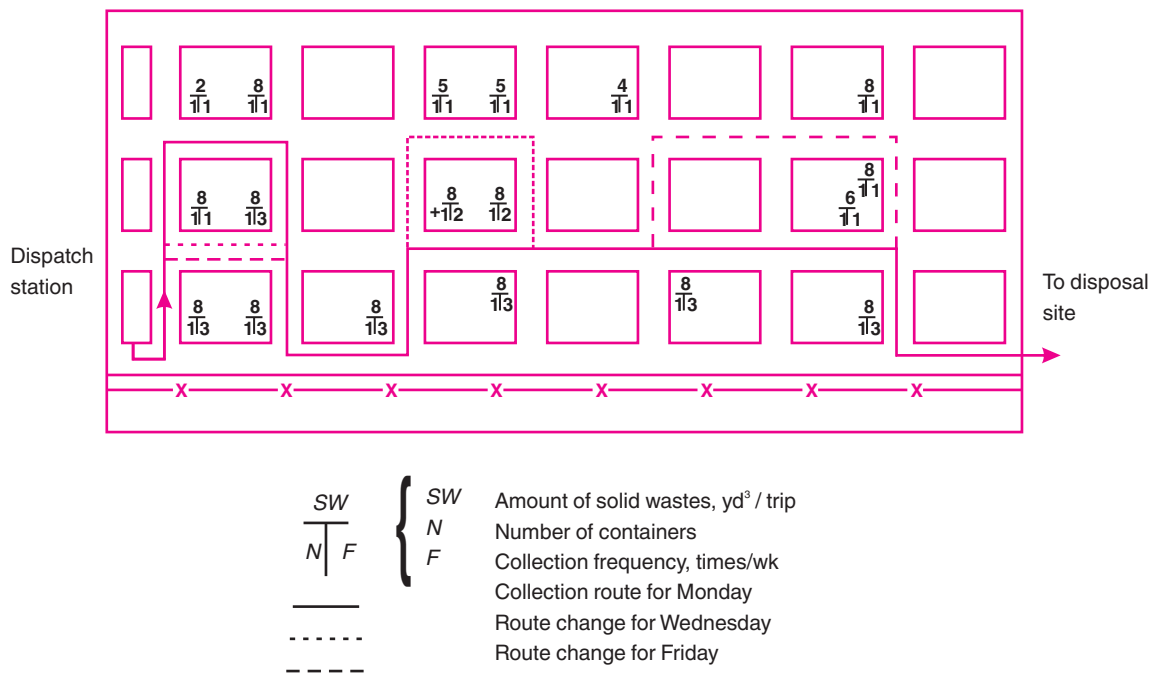 2 8 5 5 4 8
1|1 1|1 1|1 1|1 1|1 1|1
8
1|1
8 8 8 8 6
1|1 1|3 +1|2 1|2 1|1
Dispatch
station
8 8
1|3 1|3
8 8 8 8
1|3 1|3 1|3 1|3
To disposal
site
X X X X X X X X
SW
N F
SW Amount of solid wastes, yd³ / trip
N Number of containers
F Collection frequency, times/wk
Collection route for Monday
Route change for Wednesday
Route change for Friday